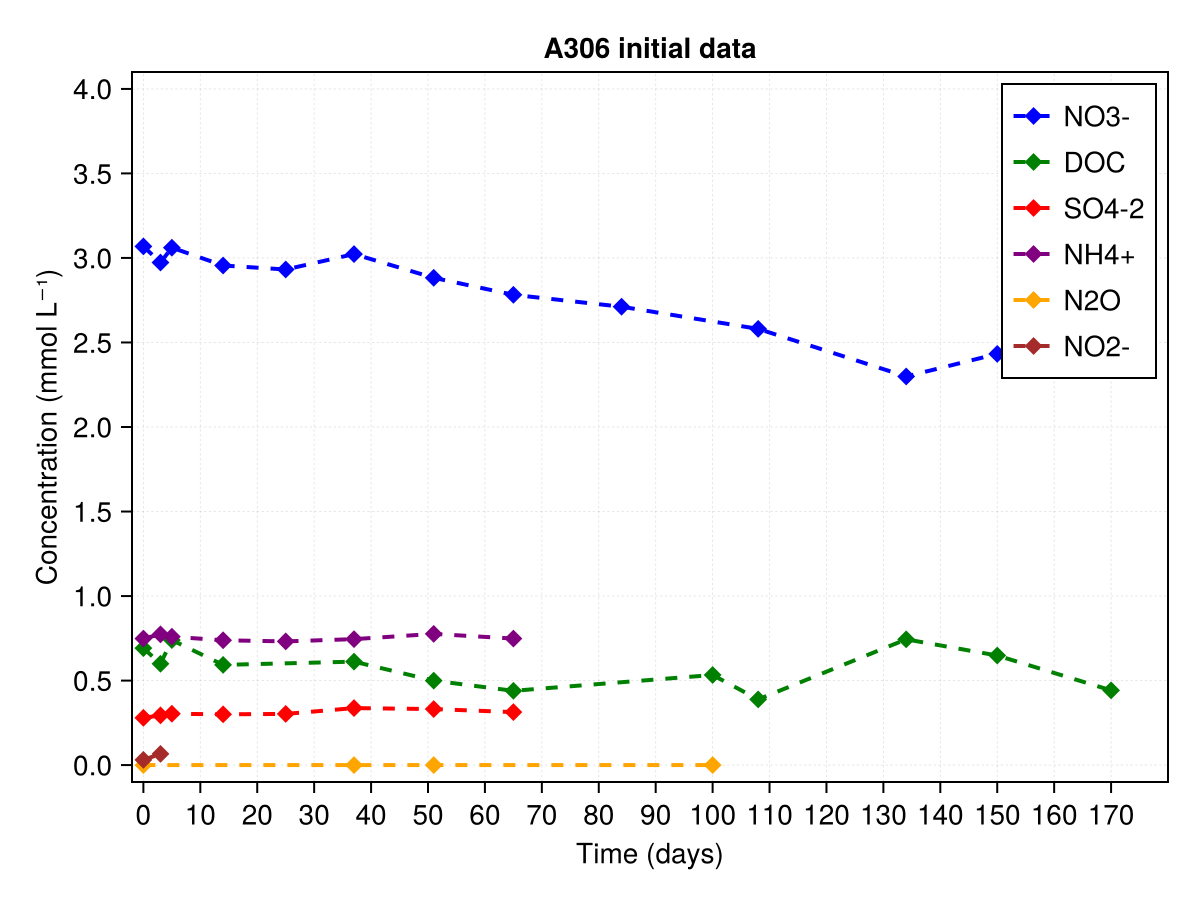 A306 initial data
4.0
3.5
3.0
2.5
2.0
1.5
1.0
0.5
0.0
Concentration (mmol L⁻¹)
NO3-
DOC
SO4-2
NH4+
N2O
NO2-
0 10 20 30 40 50 60 70 80 90 100 110 120 130 140 150 160 170
Time (days)